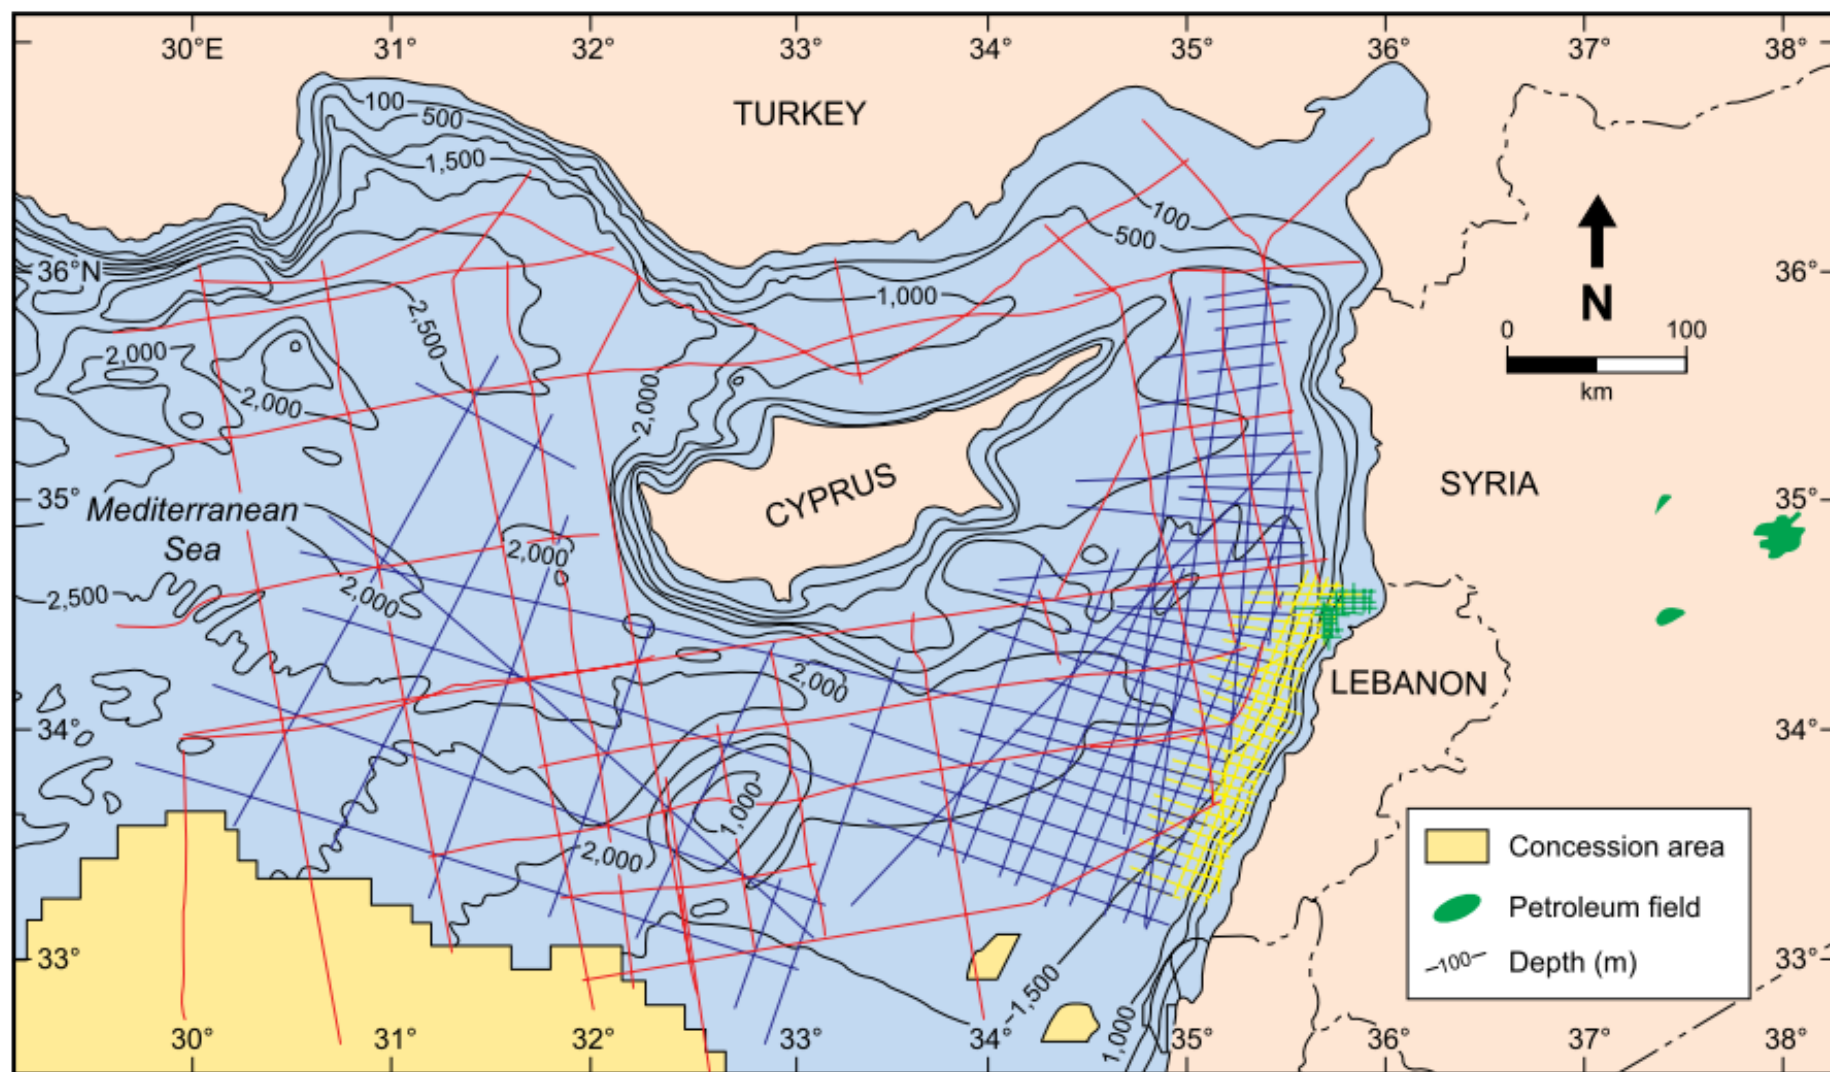 30°E 31° 32° 33° 34° 35° 36° 37° 38°
100
500
TURKEY
1,500
100
500
36°N
36°
2,500
1,000
N
0 100
km
2,000
2,000
2,000
SYRIA
CYPRUS
35°
35°
Mediterranean
Sea
2,000
2,500
2,000
2,000
LEBANON
34°
34°
1,000
2,000
Concession area
Petroleum field
100 Depth (m)
33°
33°
1,500
1,000
30° 31° 32° 33° 34° 35° 36° 37° 38°